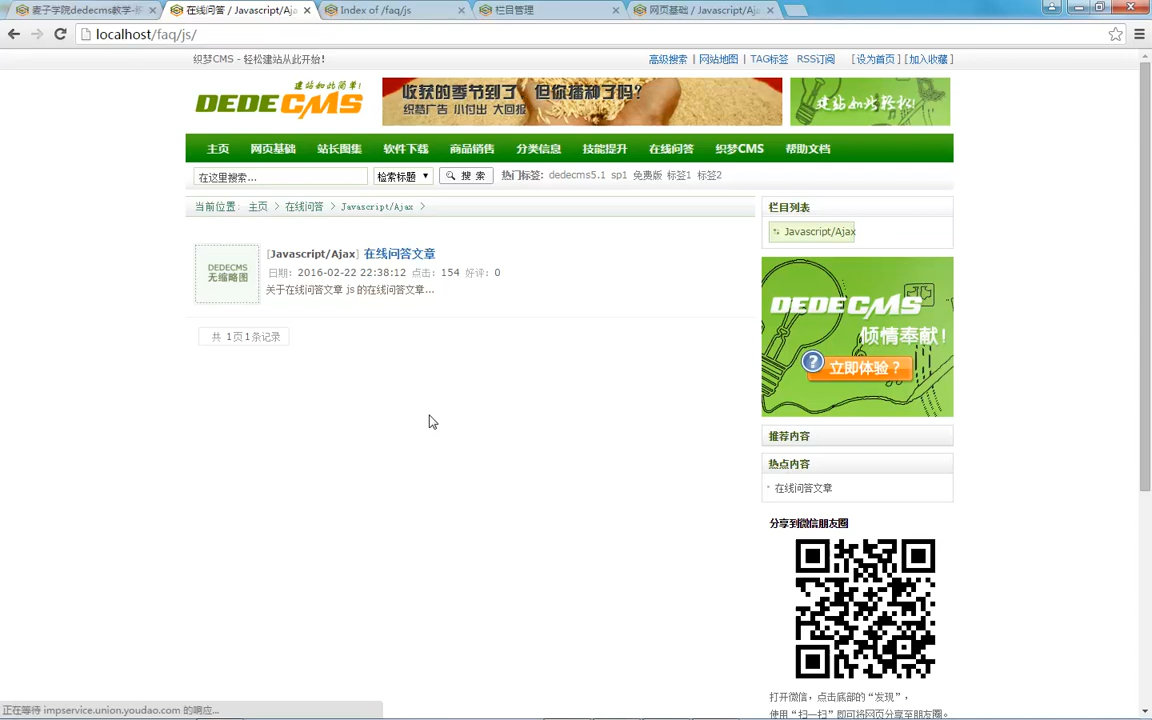 麦子学院dedecms教学-
在线问答 / Javascript/Aj
Index of /faq/js
栏目管理
网页基础 / Javascript/Aj
localhost/faq/js/
织梦CMS - 轻松建站从此开始!
高级搜索 | 网站地图 | TAG标签 RSS订阅 [设为首页] [加入收藏]
建站如此简单!
DEDECMS
收获的季节到了 但你播种了吗?
织梦广告 小付出 大回报
建站如此轻松!
主页 网页基础 站长图集 软件下载 商品销售 分类信息 技能提升 在线问答 织梦CMS 帮助文档
在这里搜索... 检索标题 搜 索 热门标签: dedecms5.1 sp1 免费版 标签1 标签2
当前位置: 主页 > 在线问答 > Javascript/Ajax >
DEDECMS
无缩略图
[Javascript/Ajax] 在线问答文章
日期: 2016-02-22 22:38:12 点击: 154 好评: 0
关于在线问答文章 js 的在线问答文章...
共 1页1条记录
栏目列表
Javascript/Ajax
DEDECMS
倾情奉献!
? 立即体验?
推荐内容
热点内容
在线问答文章
分享到微信朋友圈
打开微信，点击底部的“发现”，
使用“扫一扫”即可将网页分享至朋友圈。
正在等待 impservice.union.youdao.com 的响应...